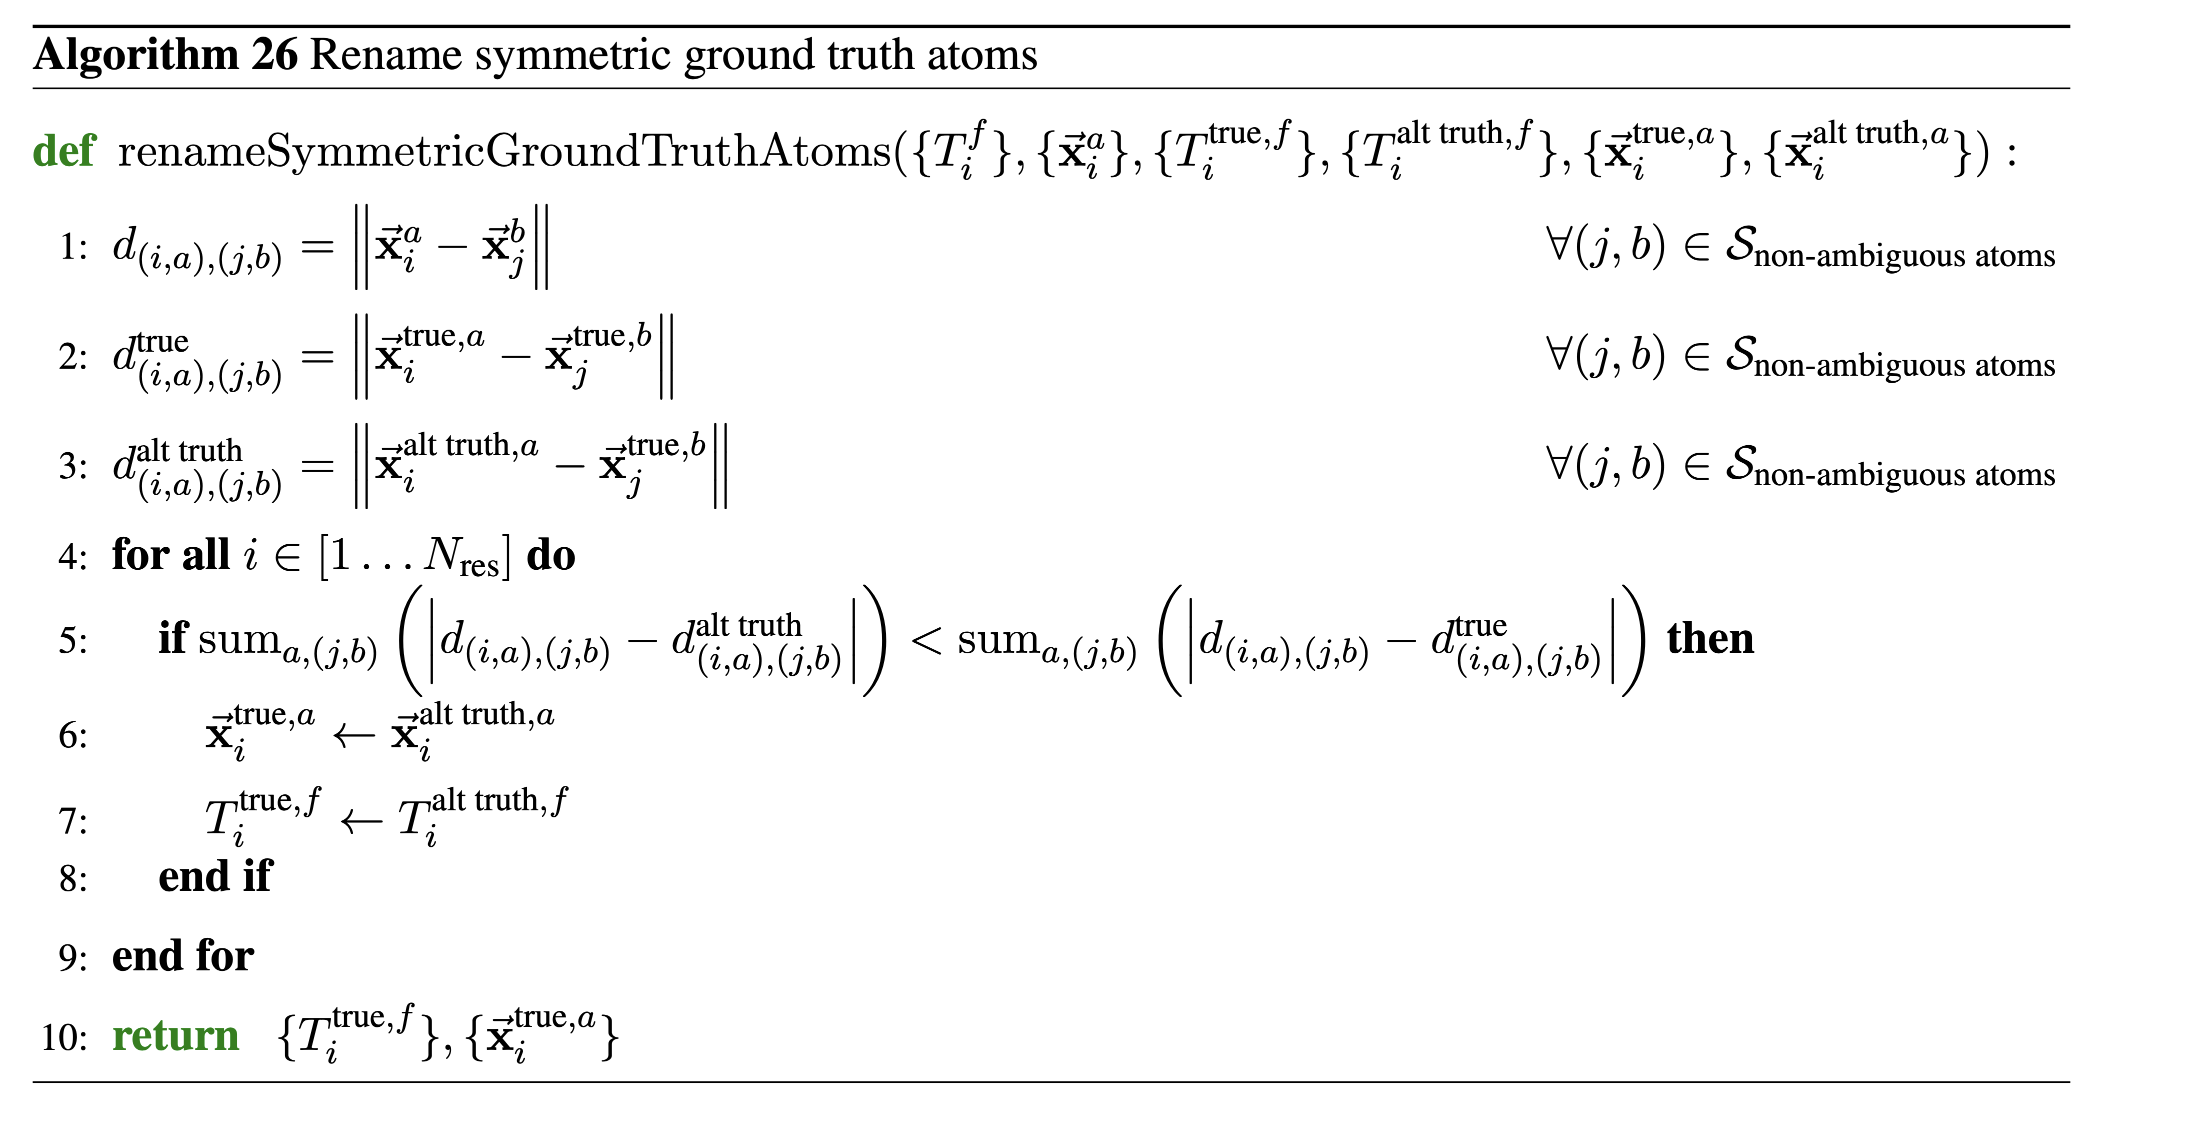 Algorithm 26 Rename symmetric ground truth atoms
def renameSymmetricGroundTruthAtoms($\{T_i^f\}, \{\vec{\mathbf{x}}_i^a\}, \{T_i^{\text{true},f}\}, \{T_i^{\text{alt truth},f}\}, \{\vec{\mathbf{x}}_i^{\text{true},a}\}, \{\vec{\mathbf{x}}_i^{\text{alt truth},a}\}$) :
1: $d_{(i,a),(j,b)} = \left\| \vec{\mathbf{x}}_i^a - \vec{\mathbf{x}}_j^b \right\|$ $\forall (j,b) \in \mathcal{S}_{\text{non-ambiguous atoms}}$
2: $d_{(i,a),(j,b)}^{\text{true}} = \left\| \vec{\mathbf{x}}_i^{\text{true},a} - \vec{\mathbf{x}}_j^{\text{true},b} \right\|$ $\forall (j,b) \in \mathcal{S}_{\text{non-ambiguous atoms}}$
3: $d_{(i,a),(j,b)}^{\text{alt truth}} = \left\| \vec{\mathbf{x}}_i^{\text{alt truth},a} - \vec{\mathbf{x}}_j^{\text{true},b} \right\|$ $\forall (j,b) \in \mathcal{S}_{\text{non-ambiguous atoms}}$
4: for all $i \in [1 \dots N_{\text{res}}]$ do
5: if $\text{sum}_{a,(j,b)} \left( \left| d_{(i,a),(j,b)} - d_{(i,a),(j,b)}^{\text{alt truth}} \right| \right) < \text{sum}_{a,(j,b)} \left( \left| d_{(i,a),(j,b)} - d_{(i,a),(j,b)}^{\text{true}} \right| \right)$ then
6: $\vec{\mathbf{x}}_i^{\text{true},a} \leftarrow \vec{\mathbf{x}}_i^{\text{alt truth},a}$
7: $T_i^{\text{true},f} \leftarrow T_i^{\text{alt truth},f}$
8: end if
9: end for
10: return $\{T_i^{\text{true},f}\}, \{\vec{\mathbf{x}}_i^{\text{true},a}\}$